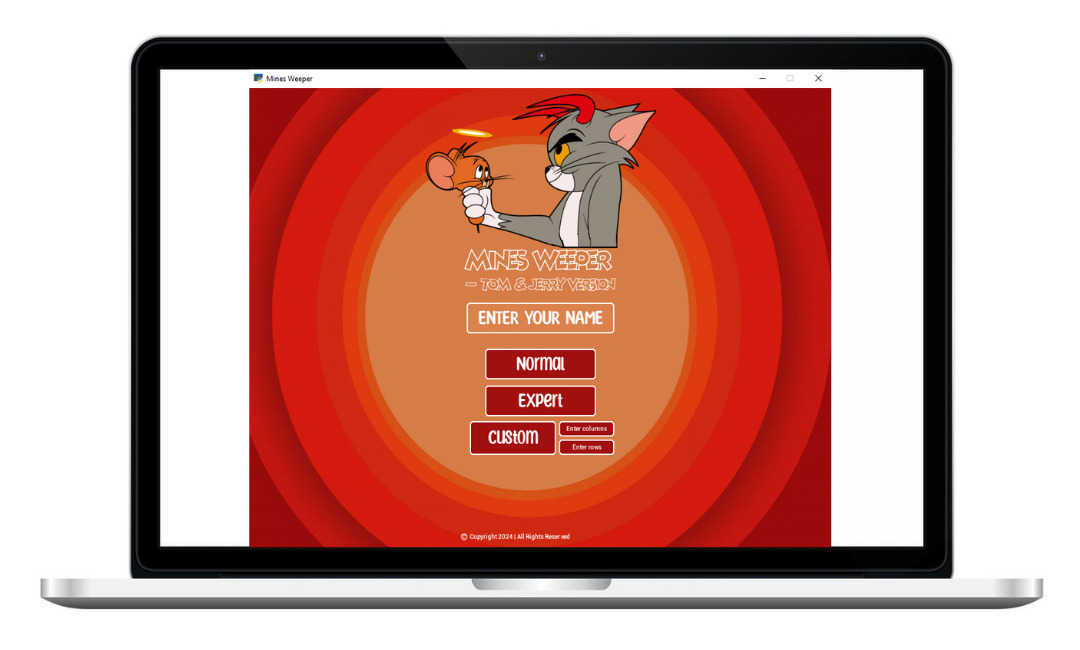 Mines Weeper
MINES WEEPER
– TOM & JERRY VERSION
ENTER YOUR NAME
Normal
Expert
Custom
Enter columns
Enter rows
© Copyright 2024 | All Rights Reserved